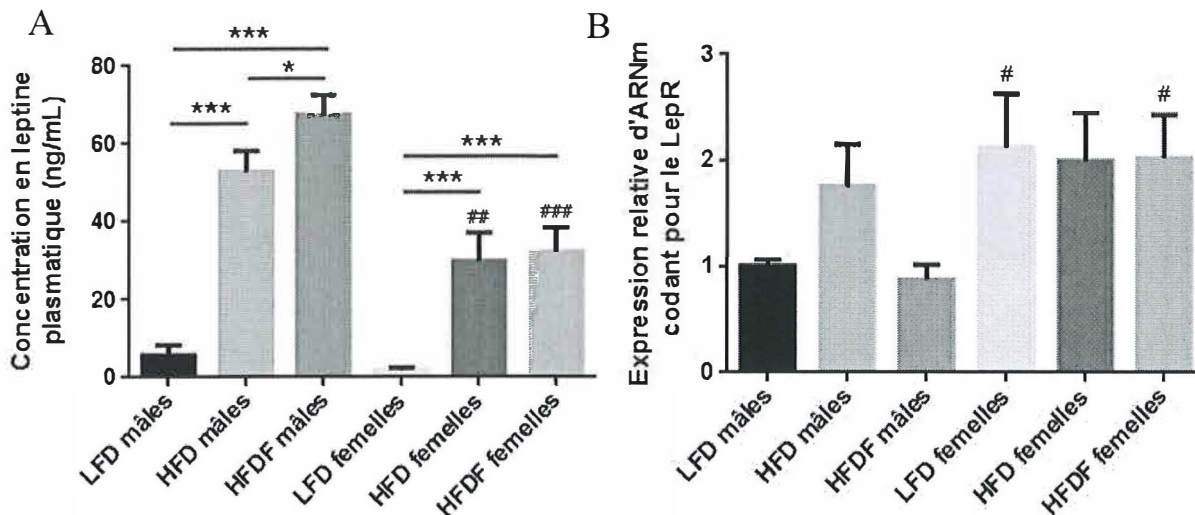 A
Concentration en leptine
plasmatique (ng/mL)
80
60
40
20
0
***
*
***
***
***
##
###
LFD mâles
HFD mâles
HFDF mâles
LFD femelles
HFD femelles
HFDF femelles
B
Expression relative d'ARNm
codant pour le LepR
3
2
1
0
#
#
LFD mâles
HFD mâles
HFDF mâles
LFD femelles
HFD femelles
HFDF femelles